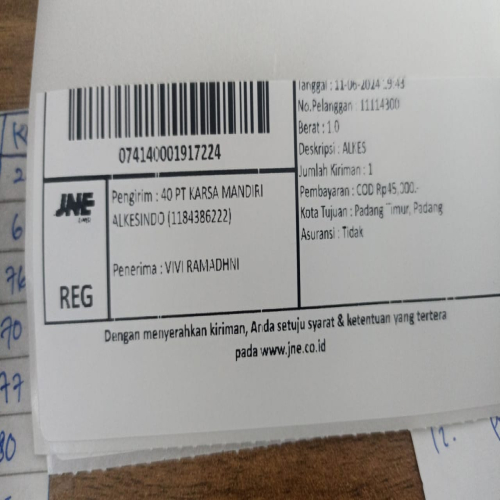 Tanggal : 11-06-2024 19:43
No.Pelanggan : 11114300
Berat : 1.0
Deskripsi : ALKES
Jumlah Kiriman : 1
Pembayaran : COD Rp45,000.-
Kota Tujuan : Padang Timur, Padang
Asuransi : Tidak
074140001917224
JNE
REG
Pengirim : 40 PT KARSA MANDIRI
ALKESINDO (1184386222)
Penerima : VIVI RAMADHNI
Dengan menyerahkan kiriman, Anda setuju syarat & ketentuan yang tertera
pada www.jne.co.id
K
2
6
76
70
77
80
12.